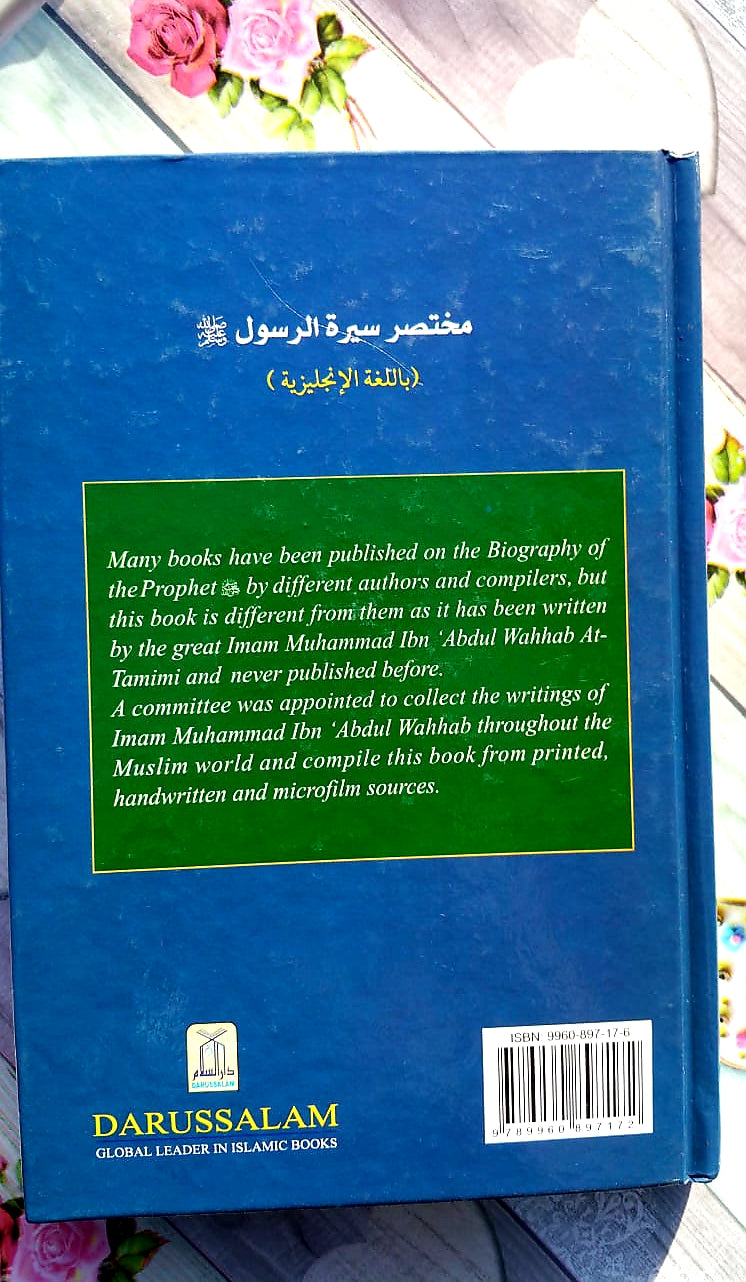 مختصر سيرة الرسول ﷺ
(باللغة الإنجليزية)
Many books have been published on the Biography of
the Prophet ﷺ by different authors and compilers, but
this book is different from them as it has been written
by the great Imam Muhammad Ibn ‘Abdul Wahhab At-
Tamimi and never published before.
A committee was appointed to collect the writings of
Imam Muhammad Ibn ‘Abdul Wahhab throughout the
Muslim world and compile this book from printed,
handwritten and microfilm sources.
دارالسلام
DARUSSALAM
DARUSSALAM
GLOBAL LEADER IN ISLAMIC BOOKS
ISBN: 9960-897-17-6
9 789960 897172